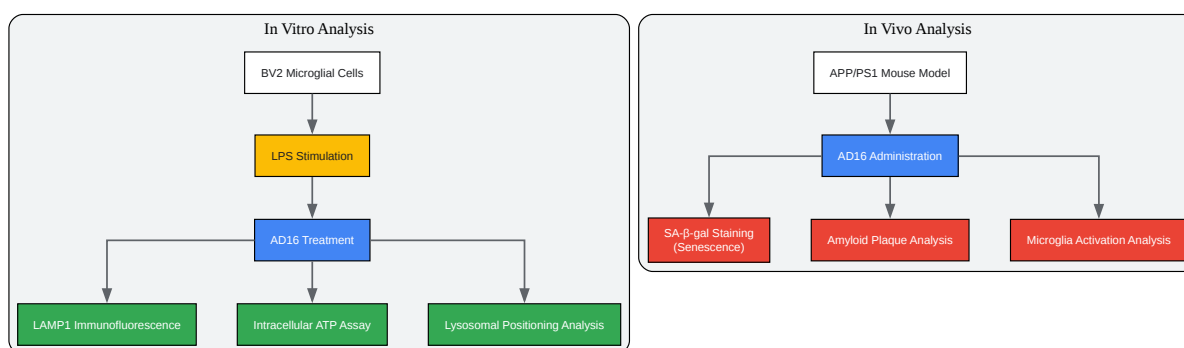 In Vitro Analysis
BV2 Microglial Cells
LPS Stimulation
AD16 Treatment
LAMP1 Immunofluorescence
Intracellular ATP Assay
Lysosomal Positioning Analysis
In Vivo Analysis
APP/PS1 Mouse Model
AD16 Administration
SA-β-gal Staining
(Senescence)
Amyloid Plaque Analysis
Microglia Activation Analysis